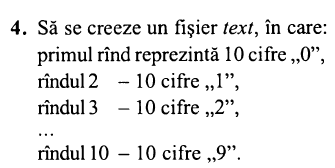 4. Să se creeze un fişier text, în care:
primul rînd reprezintă 10 cifre „0”,
rîndul 2 – 10 cifre „1”,
rîndul 3 – 10 cifre „2”,
...
rîndul 10 – 10 cifre „9”.